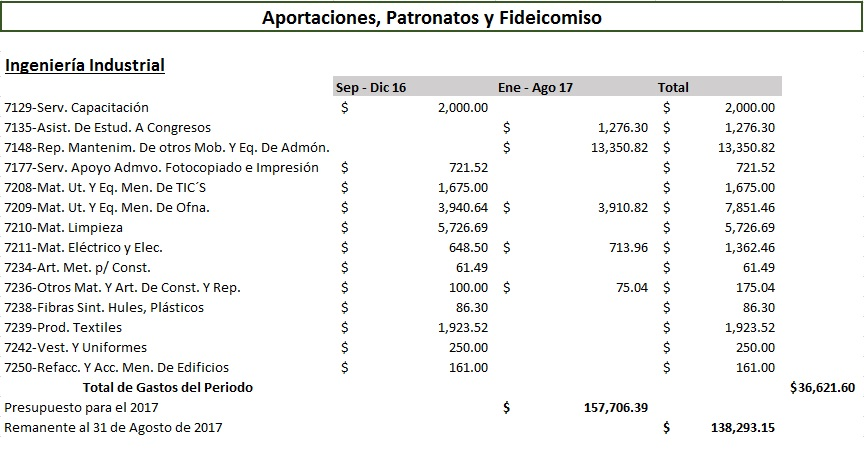 Aportaciones, Patronatos y Fideicomiso
Ingeniería Industrial
Sep - Dic 16 Ene - Ago 17 Total
7129-Serv. Capacitación $ 2,000.00 $ 2,000.00
7135-Asist. De Estud. A Congresos $ 1,276.30 $ 1,276.30
7148-Rep. Mantenim. De otros Mob. Y Eq. De Admón. $ 13,350.82 $ 13,350.82
7177-Serv. Apoyo Admvo. Fotocopiado e Impresión $ 721.52 $ 721.52
7208-Mat. Ut. Y Eq. Men. De TIC´S $ 1,675.00 $ 1,675.00
7209-Mat. Ut. Y Eq. Men. De Ofna. $ 3,940.64 $ 3,910.82 $ 7,851.46
7210-Mat. Limpieza $ 5,726.69 $ 5,726.69
7211-Mat. Eléctrico y Elec. $ 648.50 $ 713.96 $ 1,362.46
7234-Art. Met. p/ Const. $ 61.49 $ 61.49
7236-Otros Mat. Y Art. De Const. Y Rep. $ 100.00 $ 75.04 $ 175.04
7238-Fibras Sint. Hules, Plásticos $ 86.30 $ 86.30
7239-Prod. Textiles $ 1,923.52 $ 1,923.52
7242-Vest. Y Uniformes $ 250.00 $ 250.00
7250-Refacc. Y Acc. Men. De Edificios $ 161.00 $ 161.00
Total de Gastos del Periodo $36,621.60
Presupuesto para el 2017 $ 157,706.39
Remanente al 31 de Agosto de 2017 $ 138,293.15